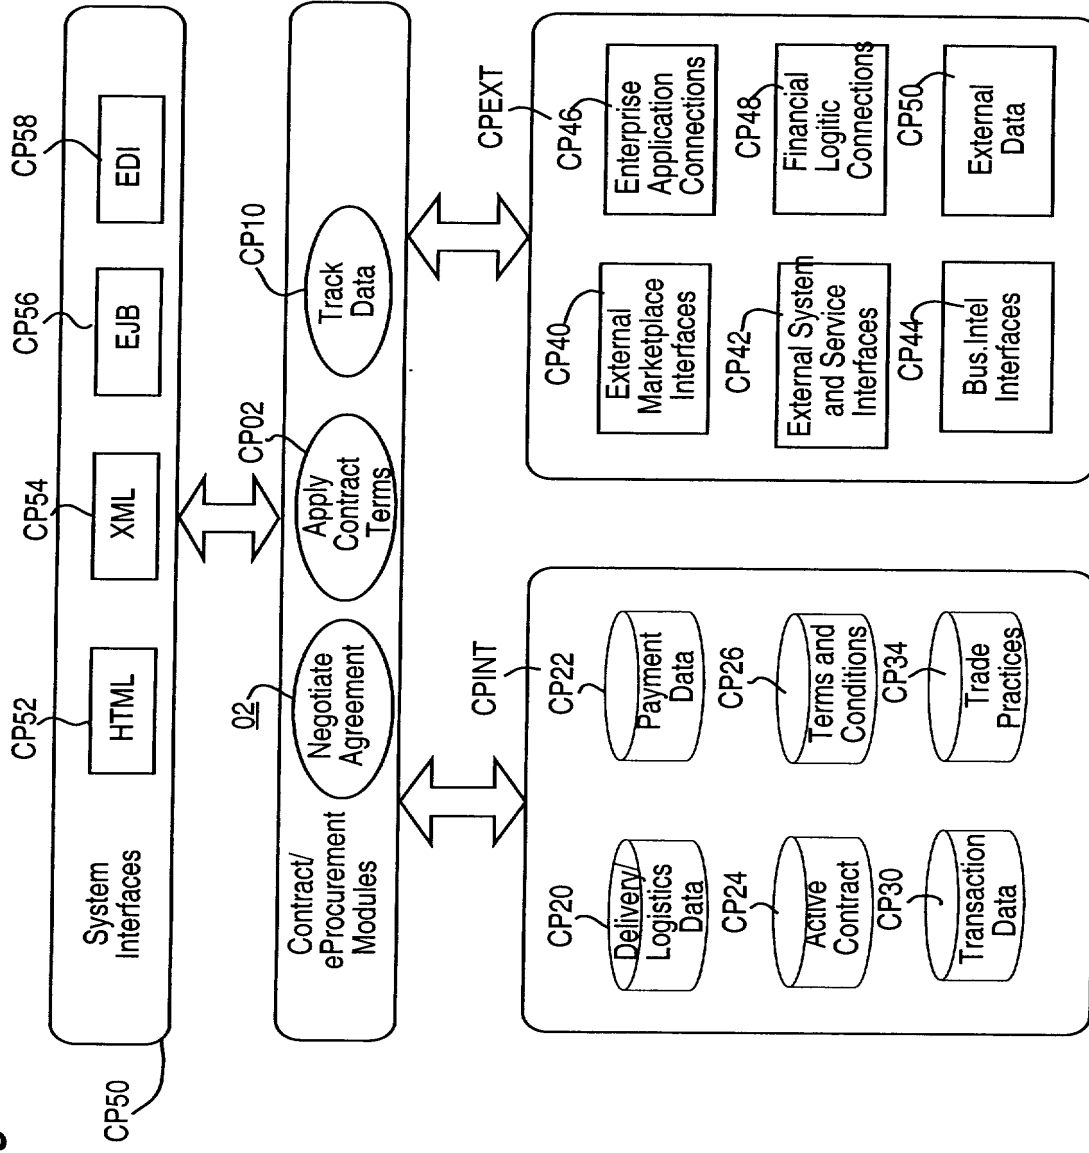 CP50
System
Interfaces
CP52
HTML
CP54
XML
CP56
EJB
CP58
EDI
Contract/
eProcurement
Modules
02
Negotiate
Agreement
CP02
Apply
Contract
Terms
CP10
Track
Data
CPINT
CP20
Delivery/
Logistics
Data
CP22
Payment
Data
CP24
Active
Contract
CP26
Terms and
Conditions
CP30
Transaction
Data
CP34
Trade
Practices
CPEXT
CP40
External
Marketplace
Interfaces
CP46
Enterprise
Application
Connections
CP42
External System
and Service
Interfaces
CP48
Financial
Logitic
Connections
CP44
Bus.Intel
Interfaces
CP50
External
Data